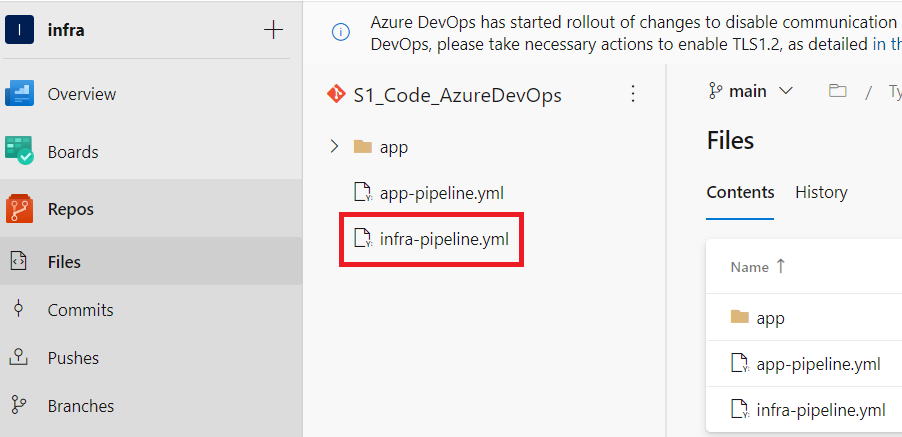 I infra +
Azure DevOps has started rollout of changes to disable communication
DevOps, please take necessary actions to enable TLS1.2, as detailed in th
Overview
Boards
Repos
Files
Commits
Pushes
Branches
S1_Code_AzureDevOps
app
app-pipeline.yml
infra-pipeline.yml
main / Ty
Files
Contents History
Name ↑
app
app-pipeline.yml
infra-pipeline.yml